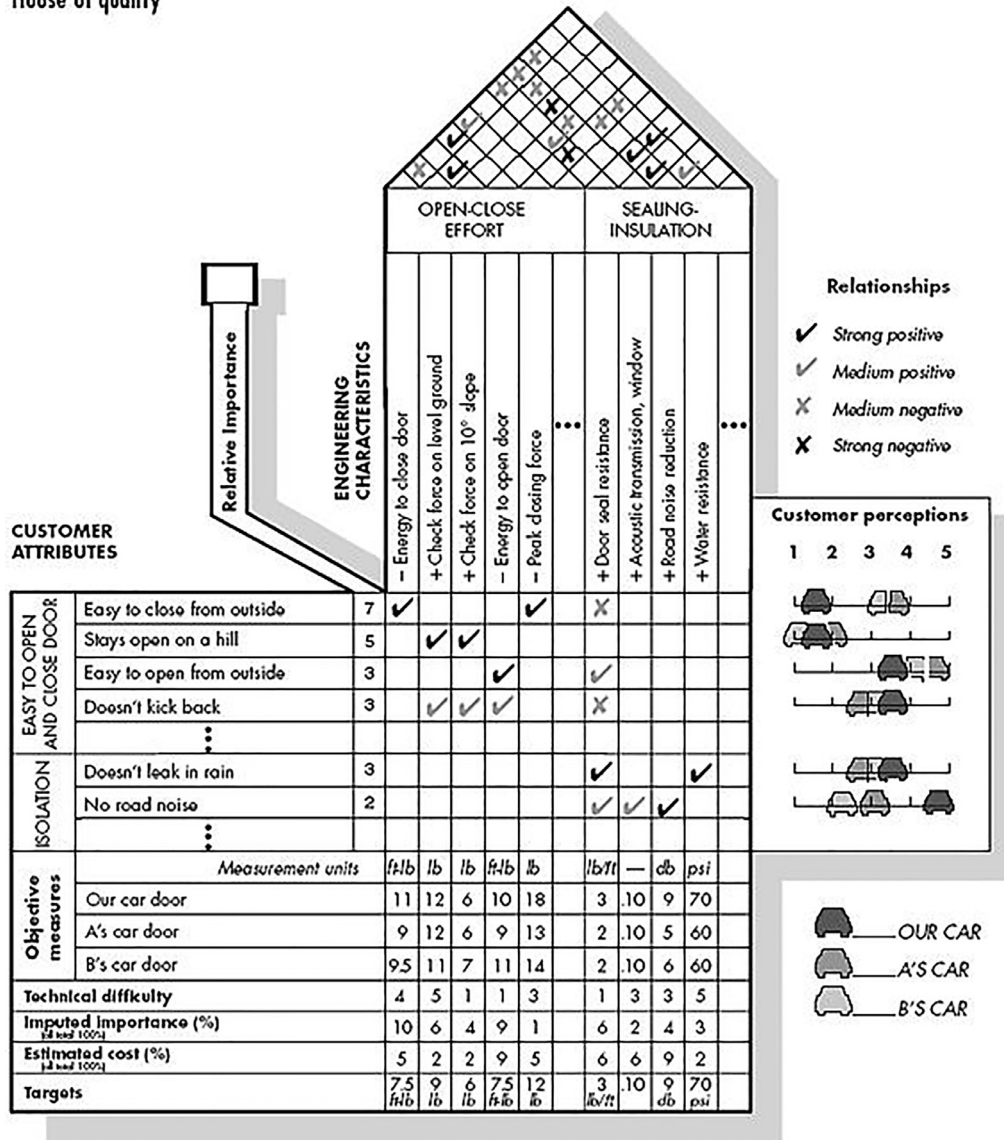 House of quality
OPEN-CLOSE
EFFORT
SEALING-
INSULATION
Relationships
Strong positive
Medium positive
Medium negative
Strong negative
Relative Importance
ENGINEERING
CHARACTERISTICS
– Energy to close door
+ Check force on level ground
+ Check force on 10° slope
– Energy to open door
– Peak closing force
•••
+ Door seal resistance
+ Acoustic transmission, window
+ Road noise reduction
+ Water resistance
•••
CUSTOMER
ATTRIBUTES
Customer perceptions
1 2 3 4 5
EASY TO OPEN
AND CLOSE DOOR
Easy to close from outside 7
Stays open on a hill 5
Easy to open from outside 3
Doesn't kick back 3
ISOLATION
Doesn't leak in rain 3
No road noise 2
Objective
measures
Measurement units ft-lb lb lb ft-lb lb lb/ft — db psi
Our car door 11 12 6 10 18 3 .10 9 70
A's car door 9 12 6 9 13 2 .10 5 60
B's car door 9.5 11 7 11 14 2 .10 6 60
Technical difficulty 4 5 1 1 3 1 3 3 5
Imputed importance (%) 10 6 4 9 1 6 2 4 3
(all total 100%)
Estimated cost (%) 5 2 2 9 5 6 6 9 2
(all total 100%)
Targets 7.5 9 6 7.5 12 3 .10 9 70
ft-lb lb lb ft-lb lb lb/ft db psi
OUR CAR
A'S CAR
B'S CAR